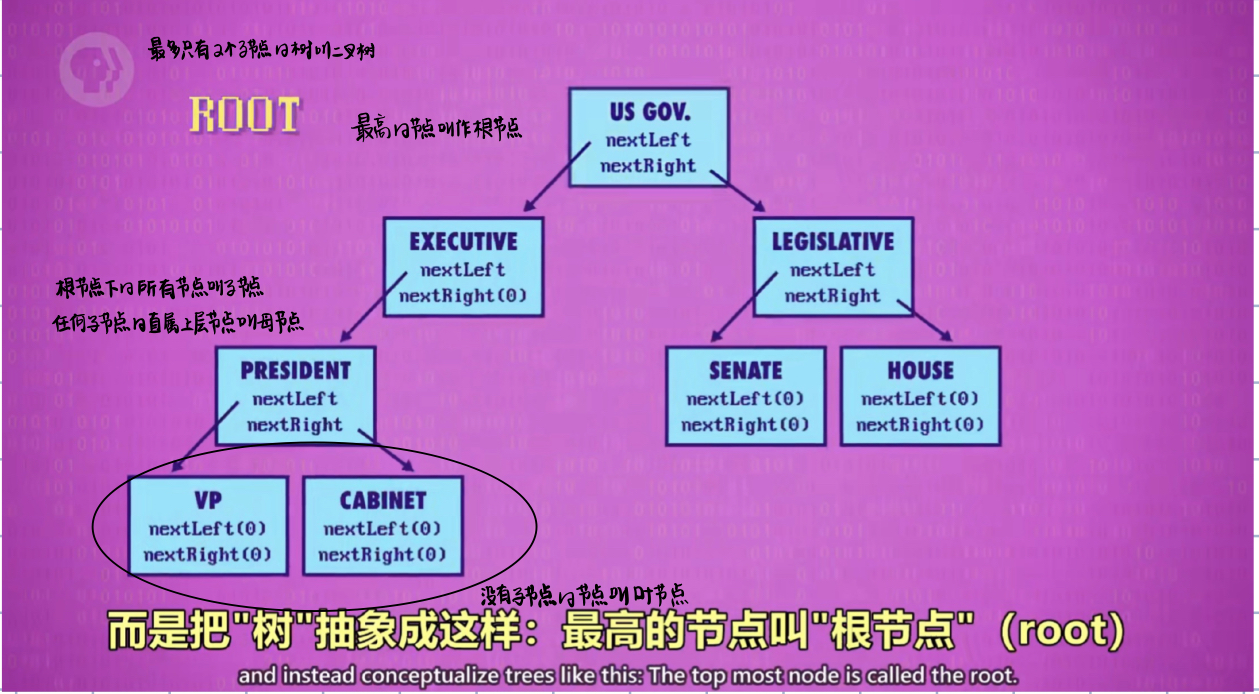 最多只有2个子节点的树叫二叉树
ROOT
最高的节点叫作根节点
US GOV.
nextLeft
nextRight
EXECUTIVE
nextLeft
nextRight(0)
LEGISLATIVE
nextLeft
nextRight
根节点下的所有节点叫子节点
任何子节点的直属上层节点叫母节点
PRESIDENT
nextLeft
nextRight
SENATE
nextLeft(0)
nextRight(0)
HOUSE
nextLeft(0)
nextRight(0)
VP
nextLeft(0)
nextRight(0)
CABINET
nextLeft(0)
nextRight(0)
没有子节点的节点叫叶节点
而是把"树"抽象成这样：最高的节点叫"根节点"（root）
and instead conceptualize trees like this: The top most node is called the root.